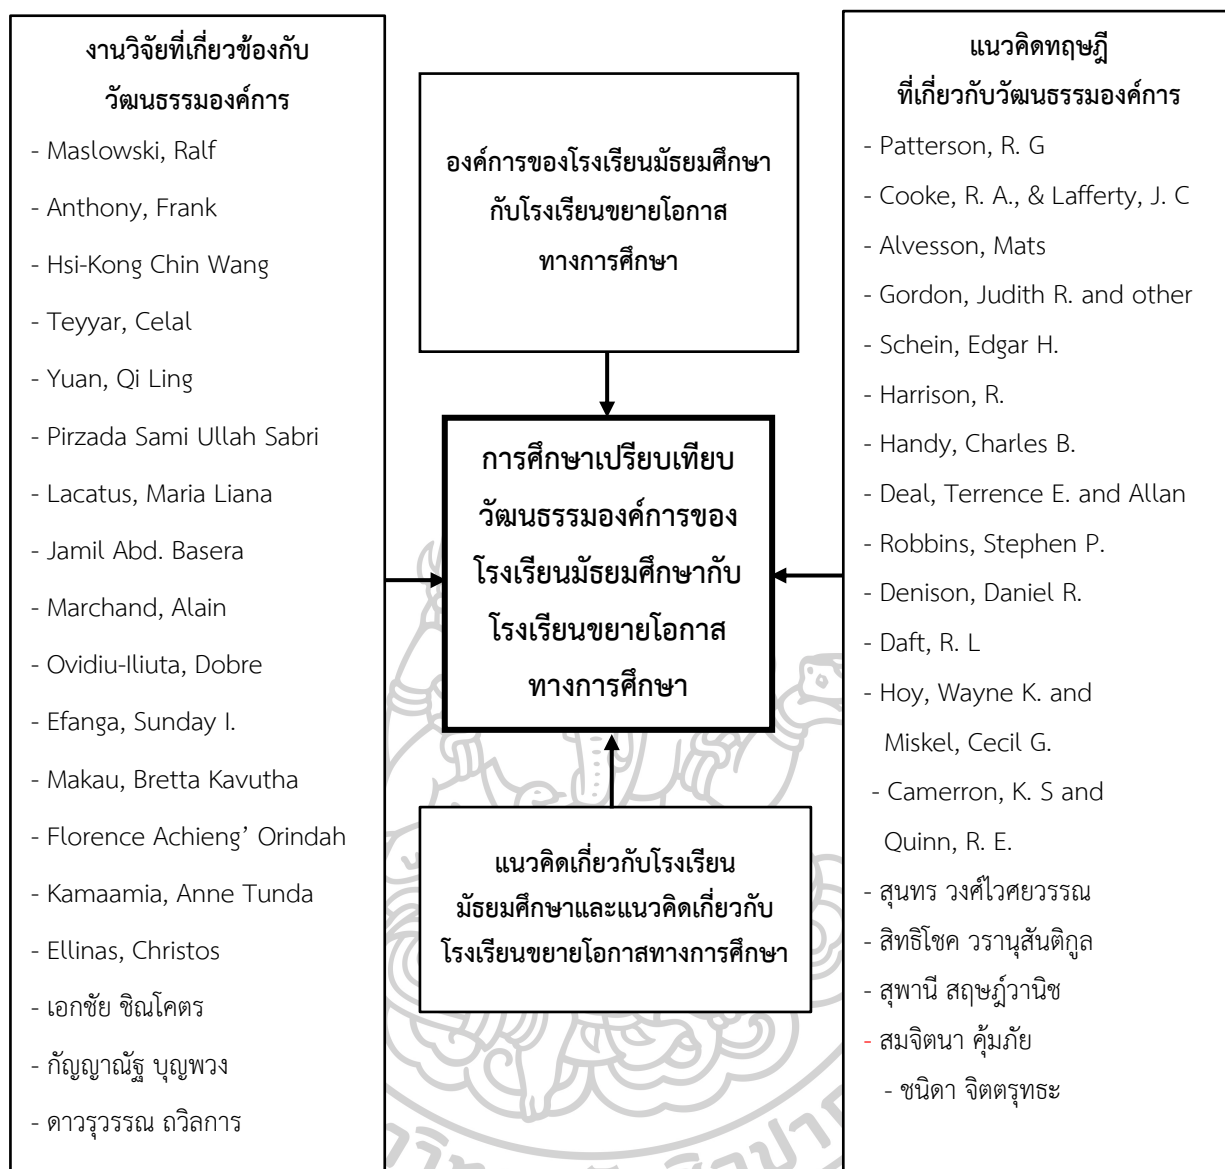 งานวิจัยที่เกี่ยวข้องกับ
วัฒนธรรมองค์การ
- Maslowski, Ralf
- Anthony, Frank
- Hsi-Kong Chin Wang
- Teyyar, Celal
- Yuan, Qi Ling
- Pirzada Sami Ullah Sabri
- Lacatus, Maria Liana
- Jamil Abd. Basera
- Marchand, Alain
- Ovidiu-Iliuta, Dobre
- Efanga, Sunday I.
- Makau, Bretta Kavutha
- Florence Achieng’ Orindah
- Kamaamia, Anne Tunda
- Ellinas, Christos
- เอกชัย ชิณโคตร
- กัญญาณัฐ บุญพวง
- ดาวรุวรรณ ถวิลการ
องค์การของโรงเรียนมัธยมศึกษา
กับโรงเรียนขยายโอกาส
ทางการศึกษา
การศึกษาเปรียบเทียบ
วัฒนธรรมองค์การของ
โรงเรียนมัธยมศึกษากับ
โรงเรียนขยายโอกาส
ทางการศึกษา
แนวคิดเกี่ยวกับโรงเรียน
มัธยมศึกษาและแนวคิดเกี่ยวกับ
โรงเรียนขยายโอกาสทางการศึกษา
แนวคิดทฤษฎี
ที่เกี่ยวกับวัฒนธรรมองค์การ
- Patterson, R. G
- Cooke, R. A., & Lafferty, J. C
- Alvesson, Mats
- Gordon, Judith R. and other
- Schein, Edgar H.
- Harrison, R.
- Handy, Charles B.
- Deal, Terrence E. and Allan
- Robbins, Stephen P.
- Denison, Daniel R.
- Daft, R. L
- Hoy, Wayne K. and
Miskel, Cecil G.
- Camerron, K. S and
Quinn, R. E.
- สุนทร วงศ์ไวศยวรรณ
- สิทธิโชค วรานุสันติกูล
- สุพานี สฤษฎ์วานิช
- สมจิตนา คุ้มภัย
- ชนิดา จิตตรุทธะ